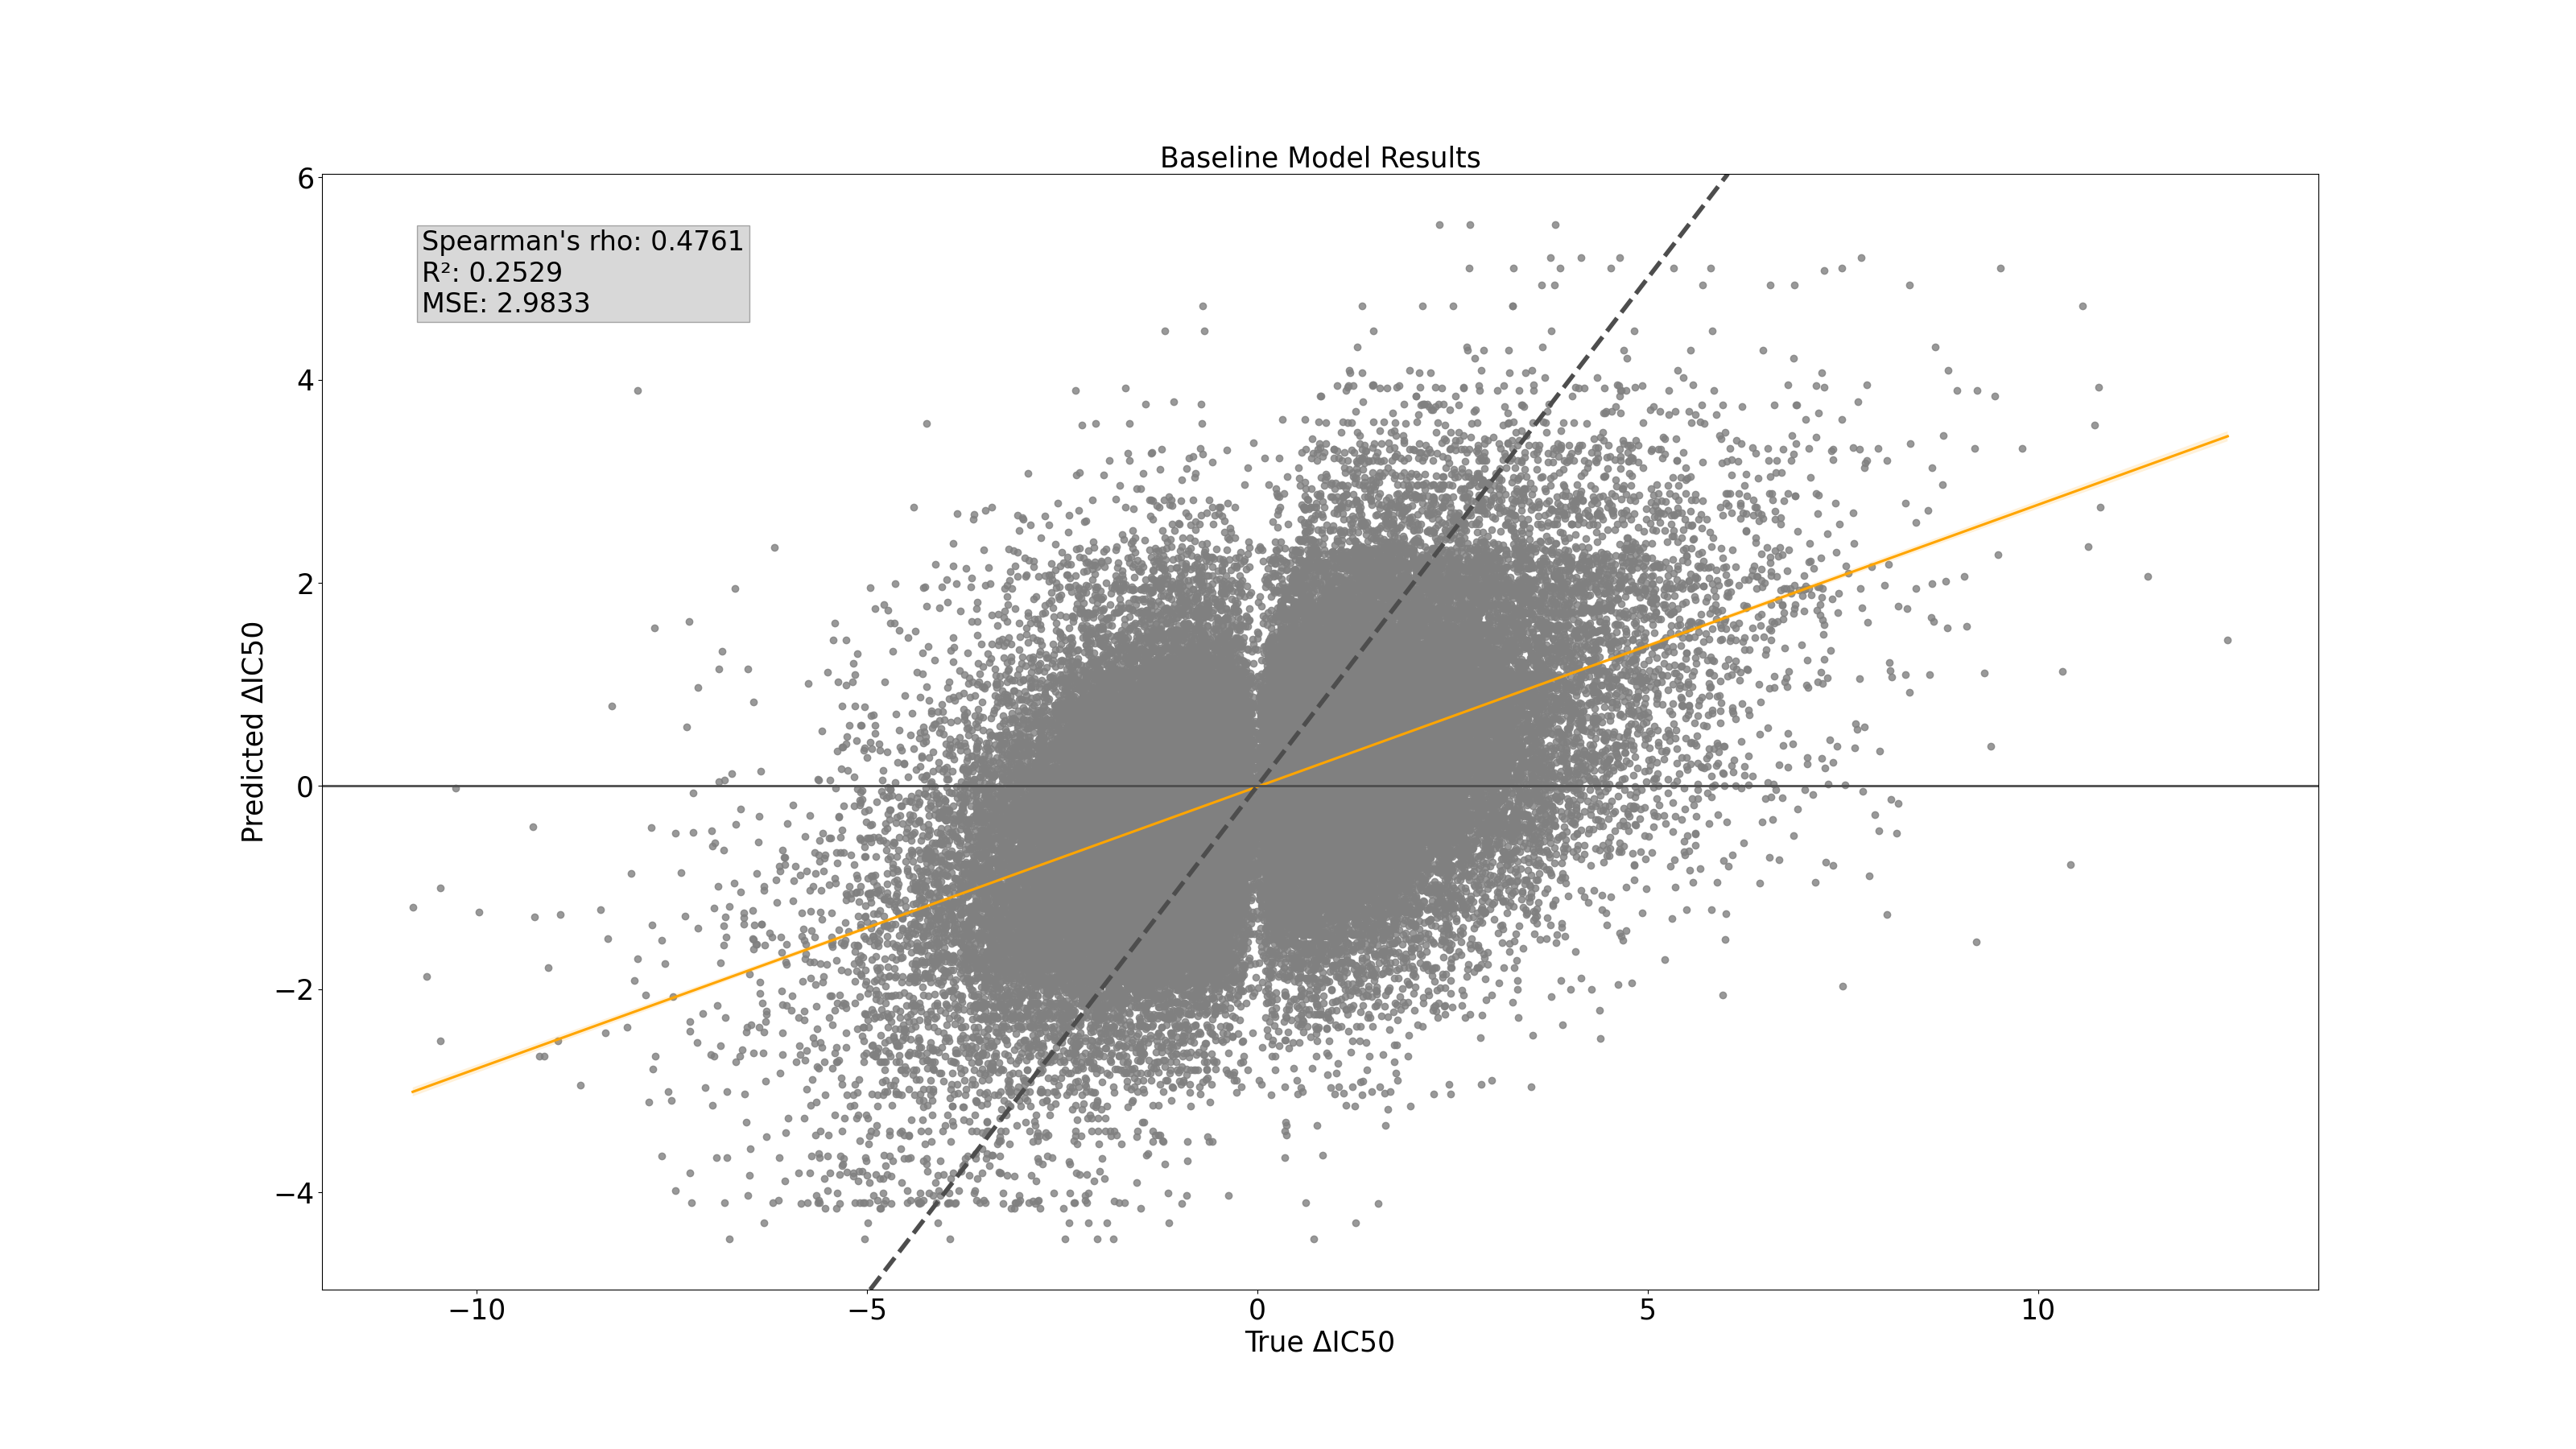 Baseline Model Results
Spearman's rho: 0.4761
R²: 0.2529
MSE: 2.9833
Predicted ΔIC50
6
4
2
0
−2
−4
−10
−5
0
5
10
True ΔIC50